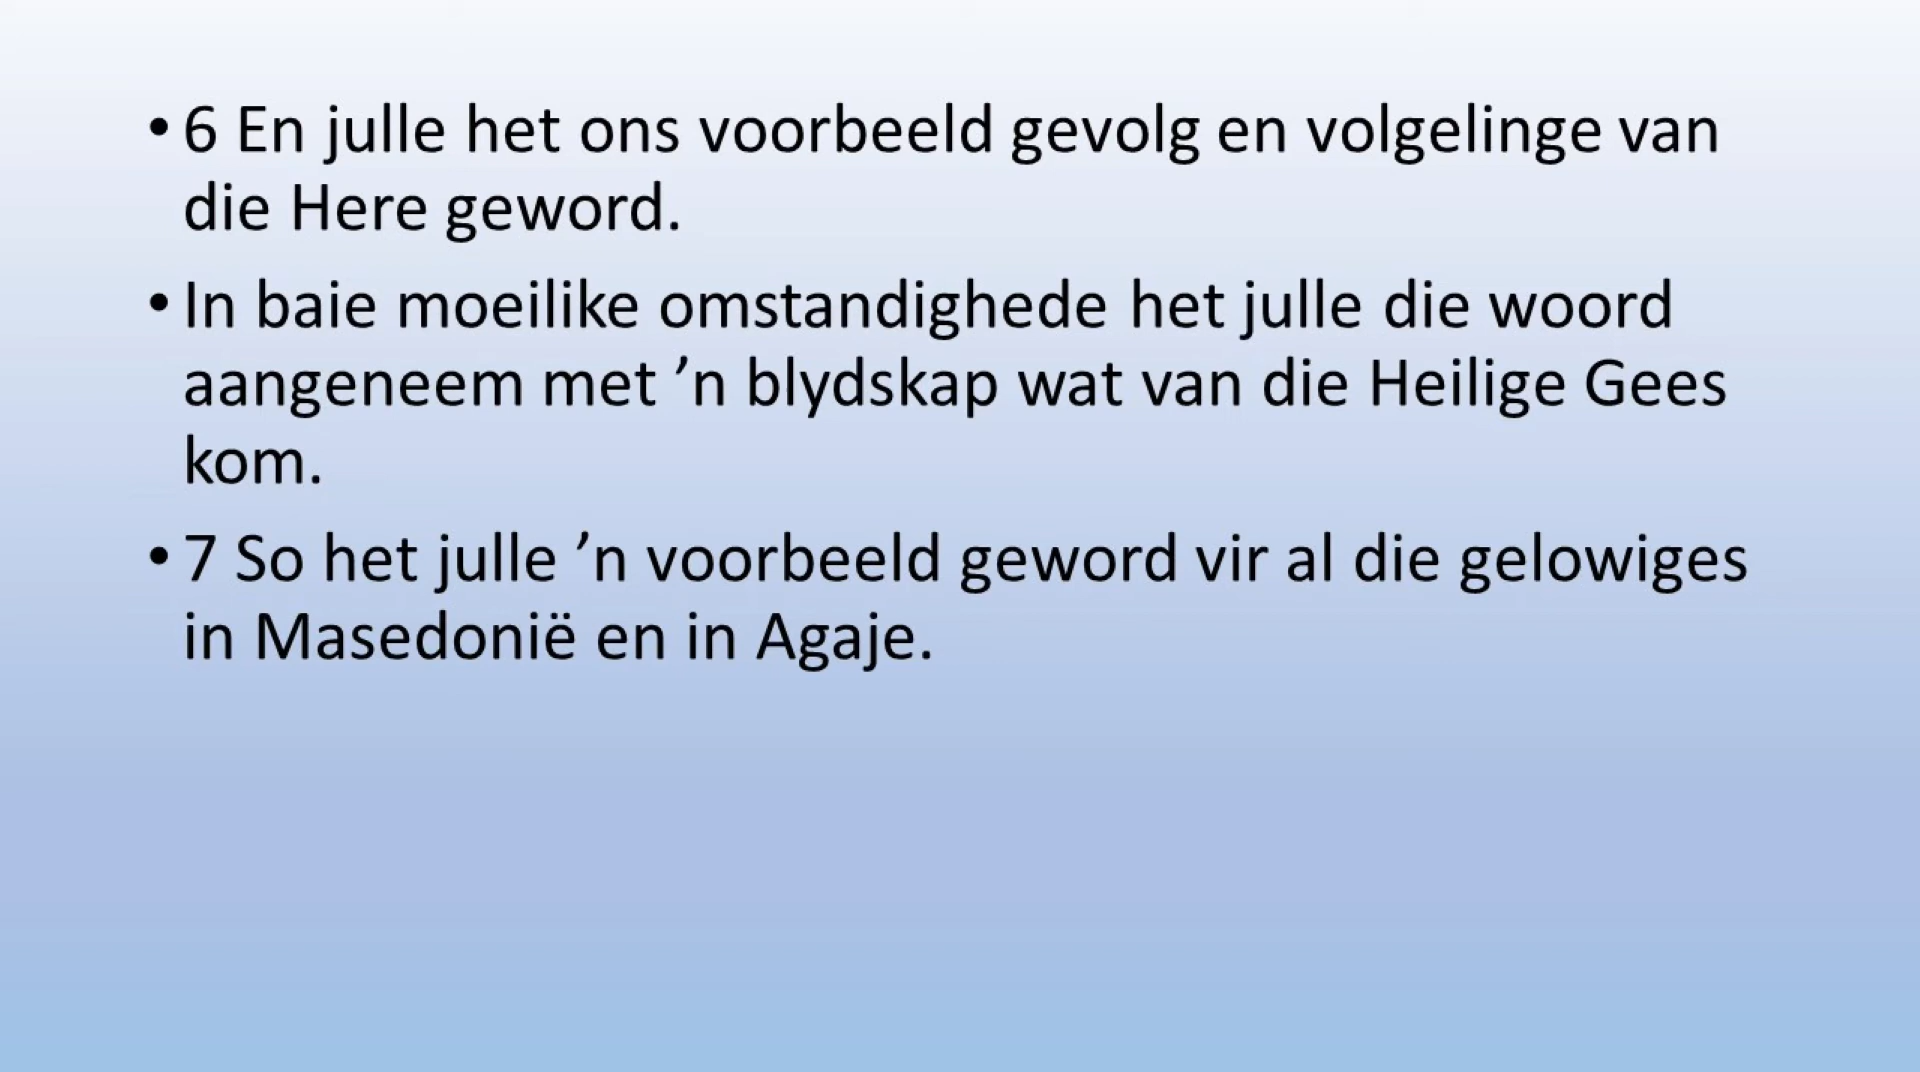 • 6 En julle het ons voorbeeld gevolg en volgelinge van
die Here geword.
• In baie moeilike omstandighede het julle die woord
aangeneem met ’n blydskap wat van die Heilige Gees
kom.
• 7 So het julle ’n voorbeeld geword vir al die gelowiges
in Masedonië en in Agaje.